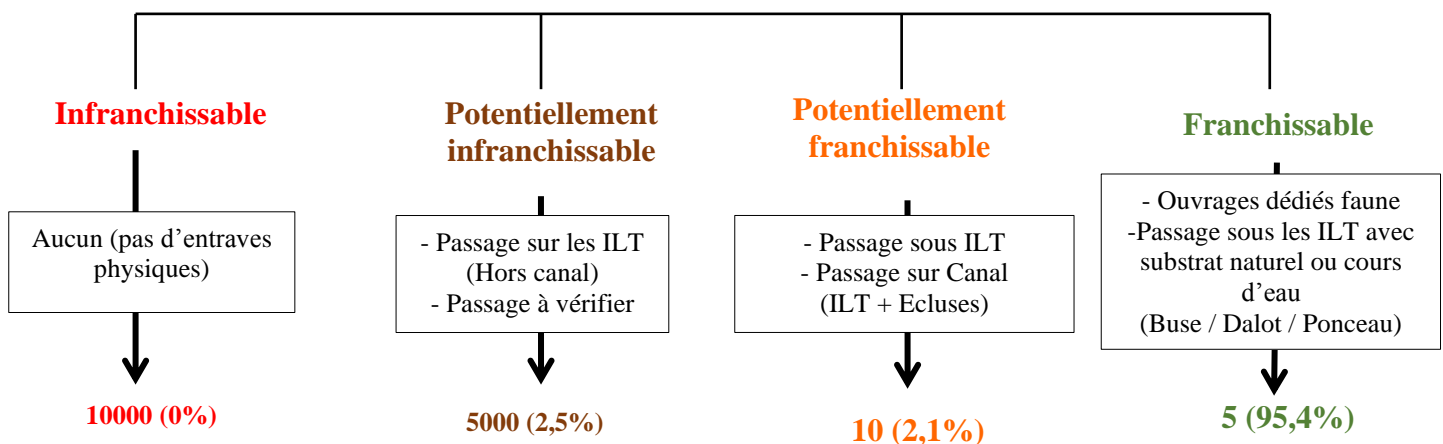 Infranchissable
Aucun (pas d'entraves
physiques)
10000 (0%)
Potentiellement
infranchissable
- Passage sur les ILT
(Hors canal)
- Passage à vérifier
5000 (2,5%)
Potentiellement
franchissable
- Passage sous ILT
- Passage sur Canal
(ILT + Ecluses)
10 (2,1%)
Franchissable
- Ouvrages dédiés faune
-Passage sous les ILT avec
substrat naturel ou cours
d'eau
(Buse / Dalot / Ponceau)
5 (95,4%)